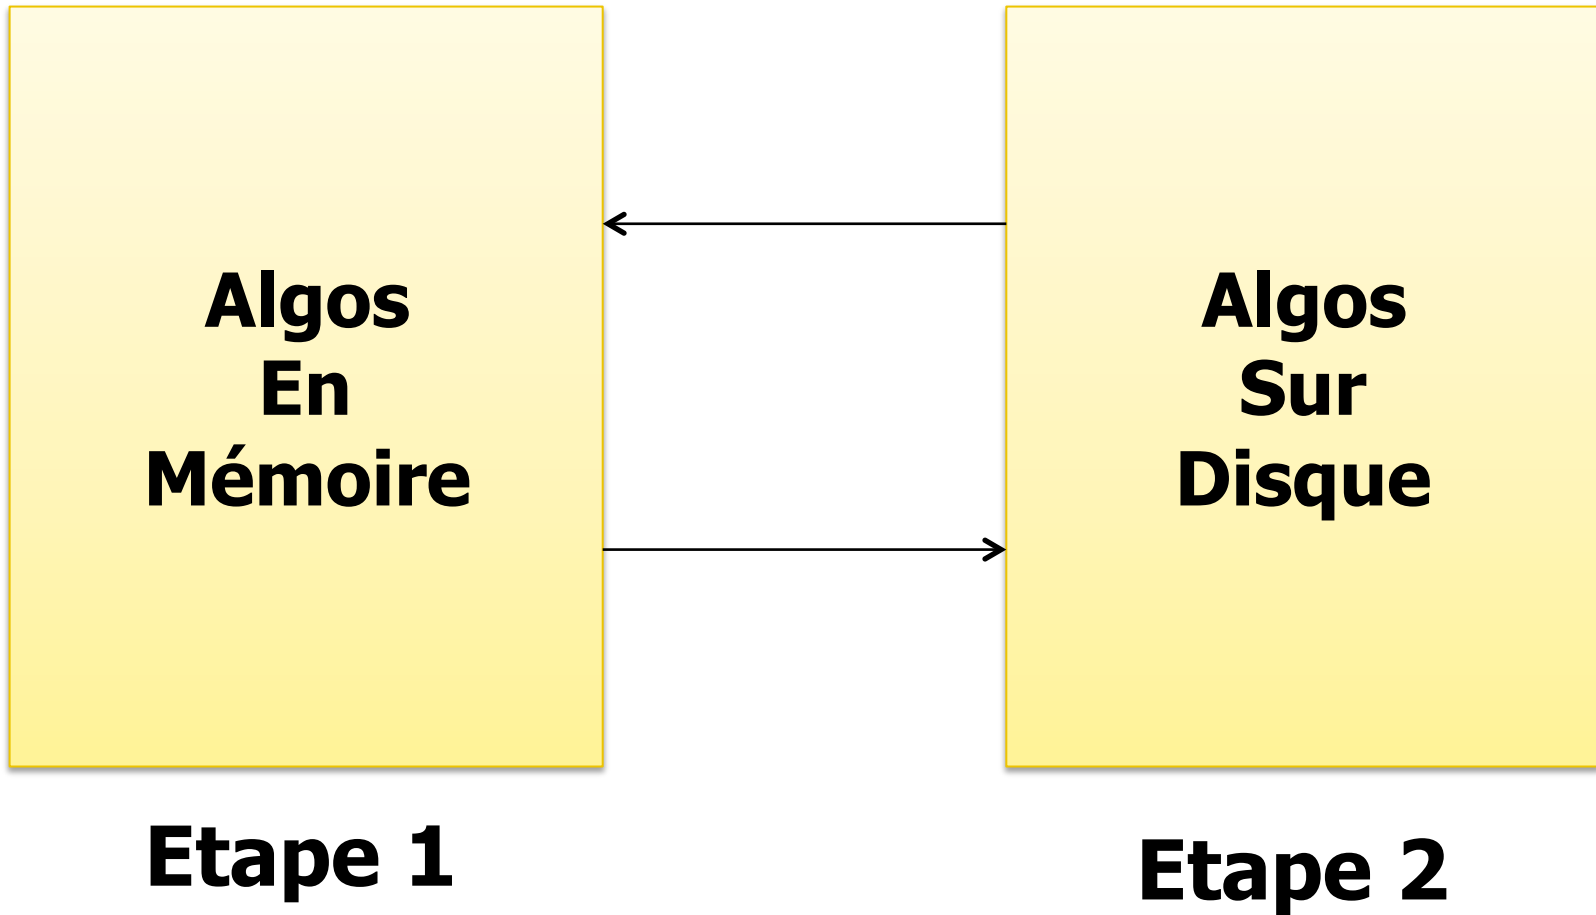 Algos
En
Mémoire
Algos
Sur
Disque
Etape 1
Etape 2